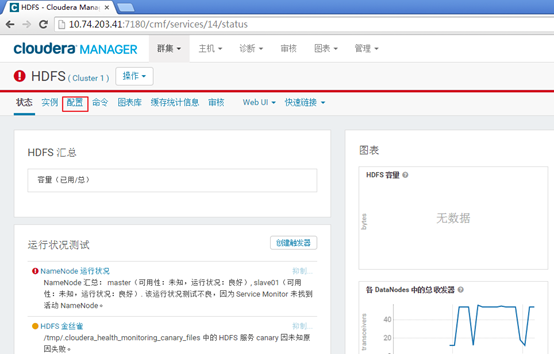 HDFS - Cloudera Manag
10.74.203.41:7180/cmf/services/14/status
cloudera MANAGER 群集 主机 诊断 审核 图表 管理
HDFS (Cluster 1) 操作
状态 实例 配置 命令 图表库 缓存统计信息 审核 Web UI 快速链接
HDFS 汇总
容量（已用/总）
运行状况测试 创建触发器
NameNode 运行状况 抑制...
NameNode 汇总： master（可用性：未知，运行状况：良好）, slave01（可用
性：未知，运行状况：良好）. 该运行状况测试不良，因为 Service Monitor 未找到
活动 NameNode。
HDFS 金丝雀 抑制...
/tmp/.cloudera_health_monitoring_canary_files 中的 HDFS 服务 canary 因未知原
因失败。
图表
HDFS 容量
bytes
无数据
各 DataNodes 中的总收发器
transceivers
40
20